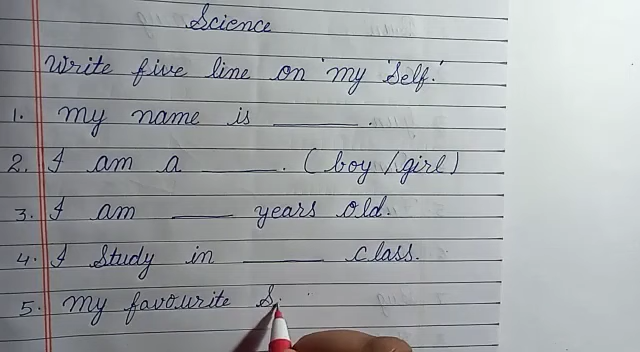 Science
Write five line on 'my self.'
1. My name is ______.
2. I am a ______. (boy/girl)
3. I am ____ years old.
4. I study in ______ class.
5. My favourite S